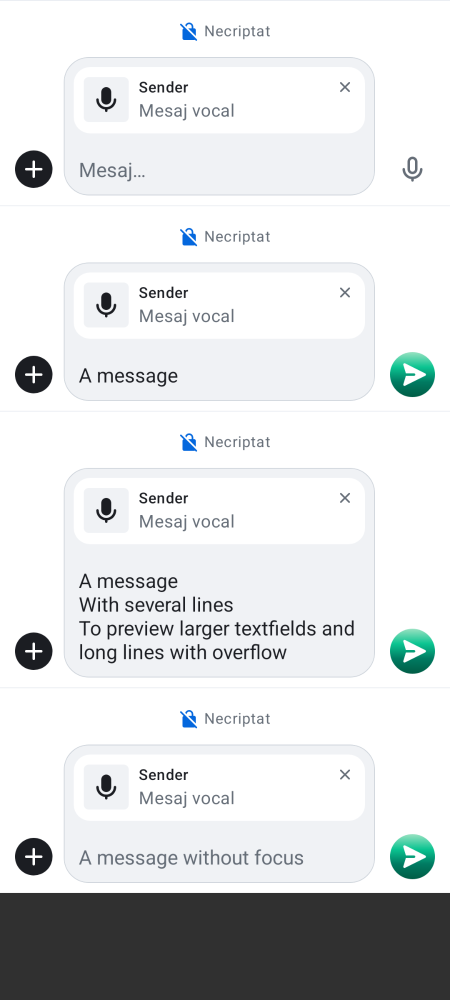 Necriptat
Sender
Mesaj vocal
Mesaj…
Necriptat
Sender
Mesaj vocal
A message
Necriptat
Sender
Mesaj vocal
A message
With several lines
To preview larger textfields and
long lines with overflow
Necriptat
Sender
Mesaj vocal
A message without focus